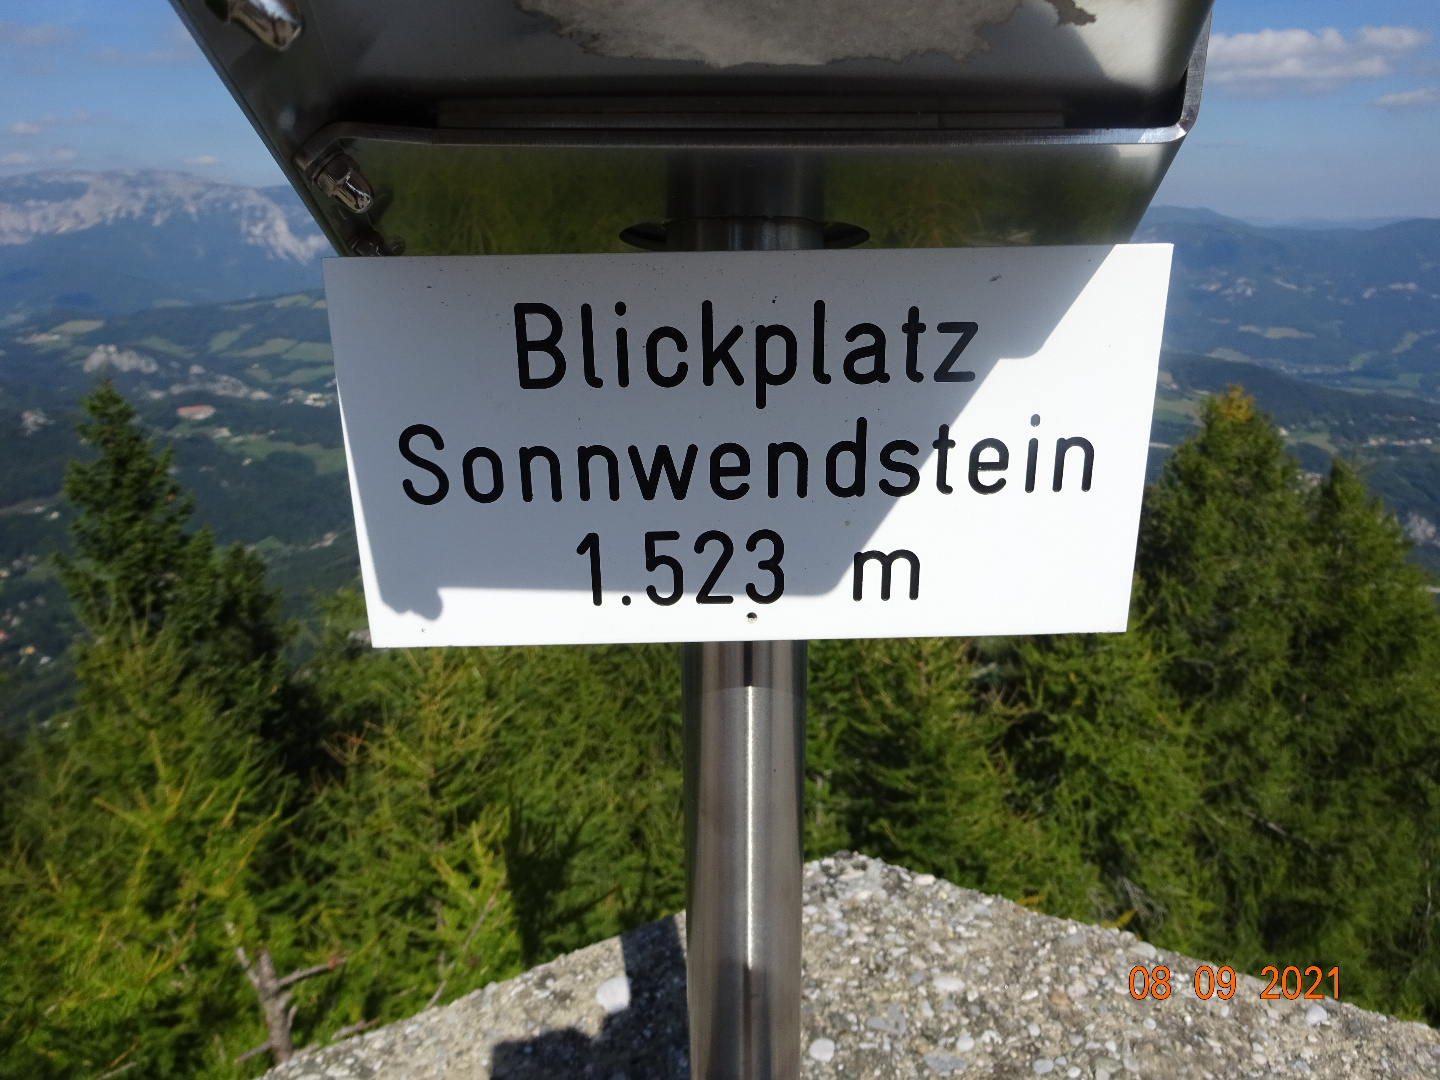 Blickplatz
Sonnwendstein
1.523 m
08 09 2021